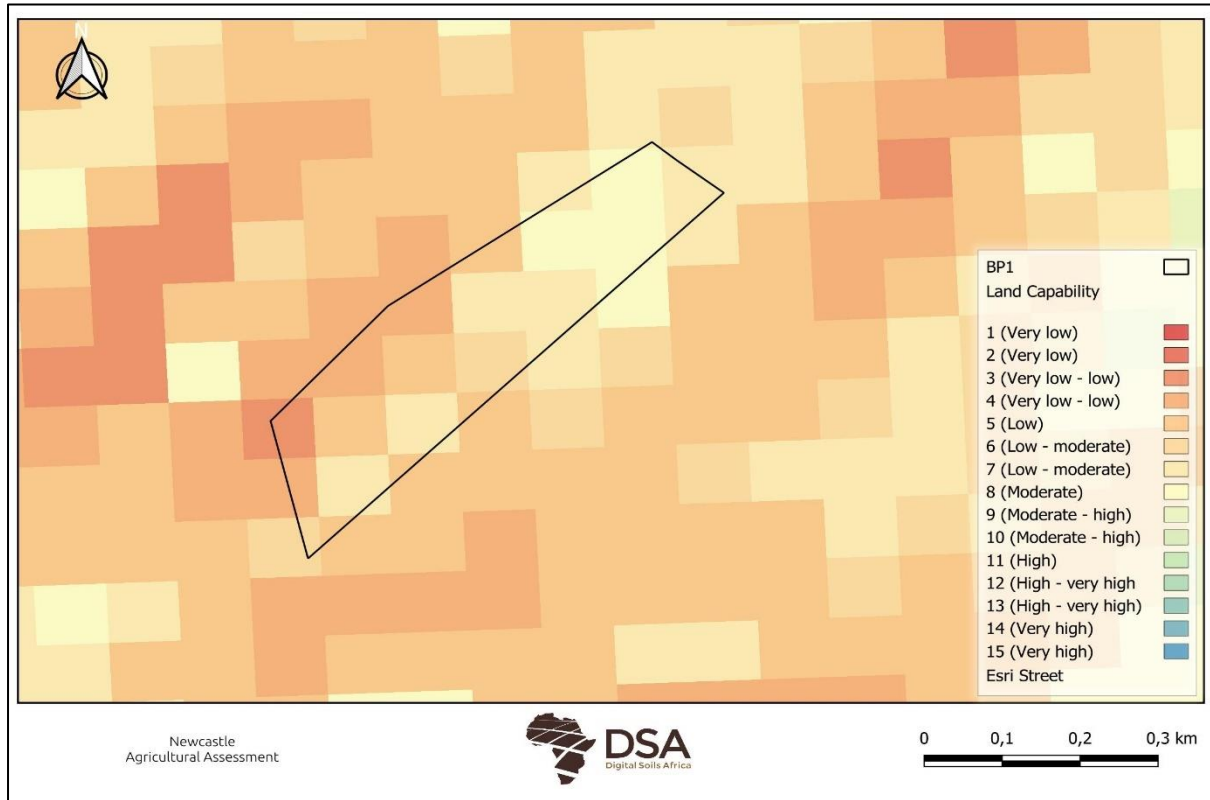 N
BP1
Land Capability
1 (Very low)
2 (Very low)
3 (Very low - low)
4 (Very low - low)
5 (Low)
6 (Low - moderate)
7 (Low - moderate)
8 (Moderate)
9 (Moderate - high)
10 (Moderate - high)
11 (High)
12 (High - very high
13 (High - very high)
14 (Very high)
15 (Very high)
Esri Street
Newcastle
Agricultural Assessment
DSA
Digital Soils Africa
0 0,1 0,2 0,3 km